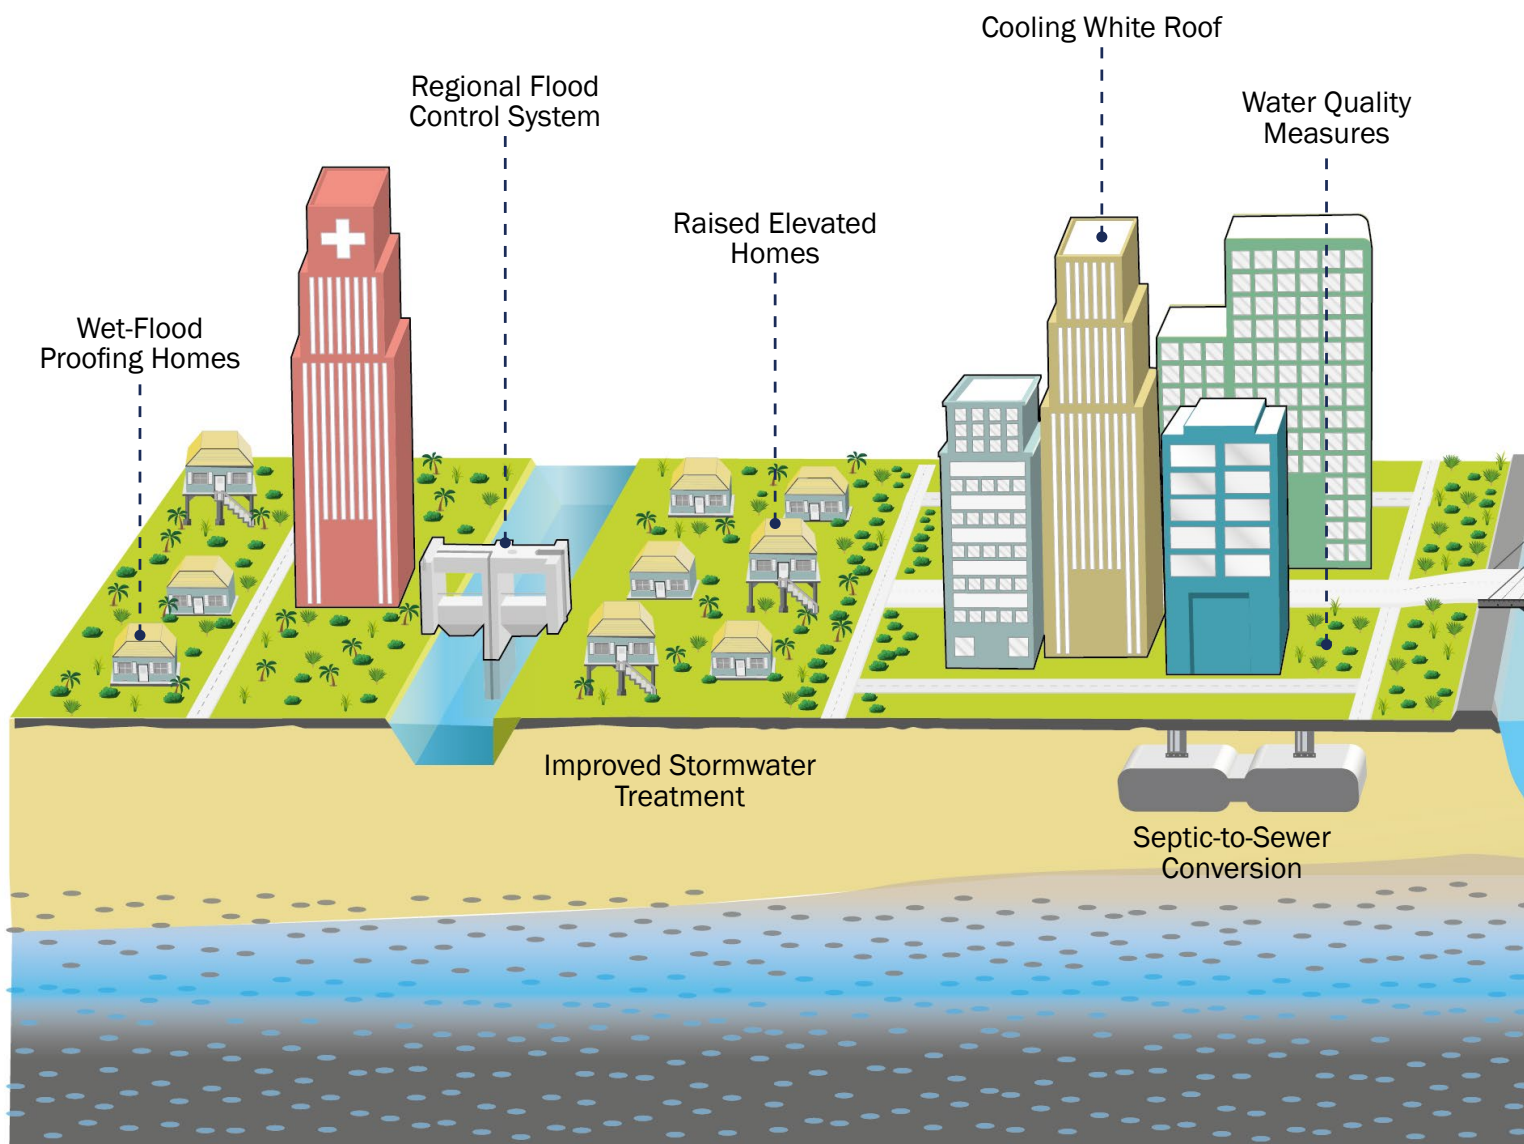 Cooling White Roof
Regional Flood
Control System
Water Quality
Measures
Raised Elevated
Homes
Wet-Flood
Proofing Homes
Improved Stormwater
Treatment
Septic-to-Sewer
Conversion